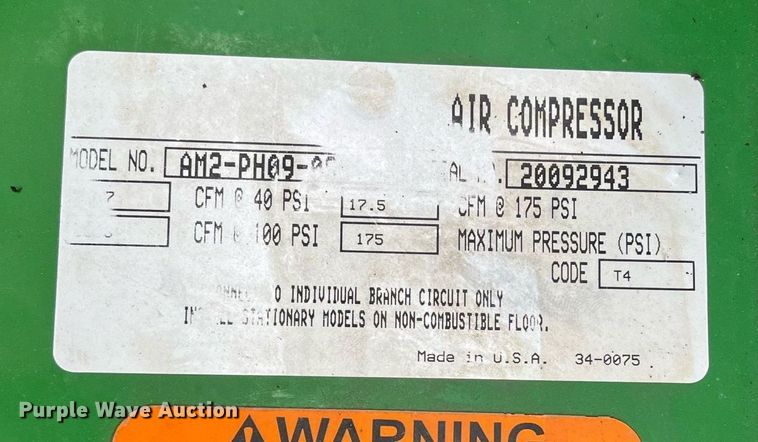 AIR COMPRESSOR
MODEL NO. AM2-PH09-0 20092943
7 CFM @ 40 PSI 17.5 CFM @ 175 PSI
CFM @ 100 PSI 175 MAXIMUM PRESSURE (PSI)
CODE T4
INDIVIDUAL BRANCH CIRCUIT ONLY
STATIONARY MODELS ON NON-COMBUSTIBLE FLOOR.
Made in U.S.A. 34-0075
Purple Wave Auction
WARNING